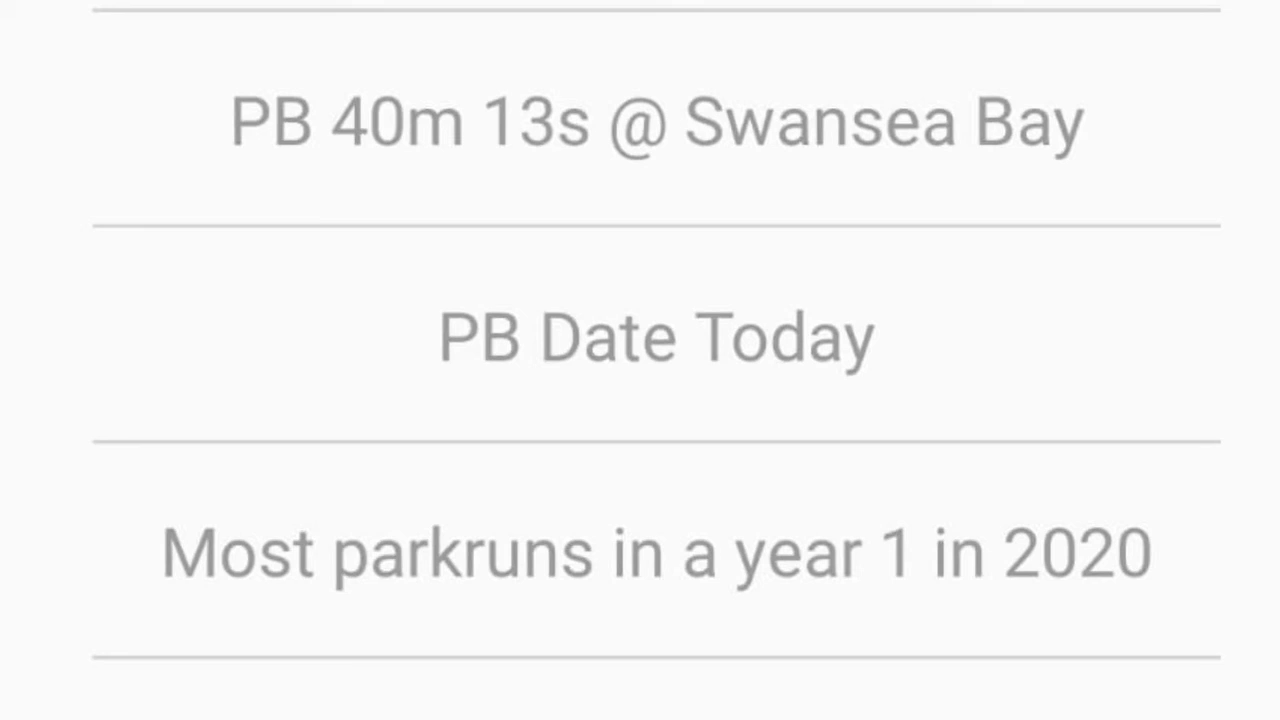 PB 40m 13s @ Swansea Bay
PB Date Today
Most parkruns in a year 1 in 2020